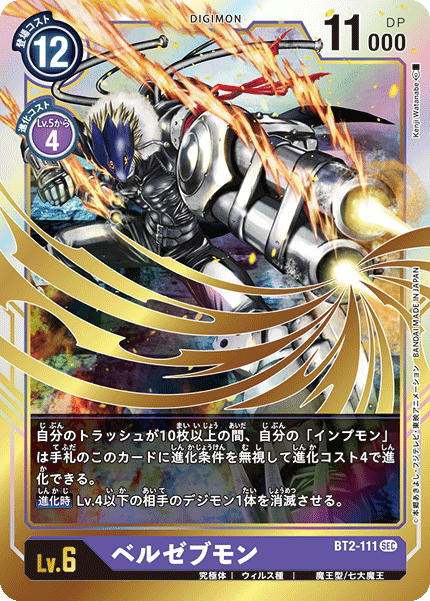 DIGIMON
登場コスト
12
11000
DP
進化コスト
Lv.5から
4
Kenji Watanabe
BANDAI MADE IN JAPAN
©本郷あきよし・フジテレビ・東映アニメーション
自分のトラッシュが10枚以上の間、自分の「インプモン」
は手札のこのカードに進化条件を無視して進化コスト4で進
化できる。
進化時 Lv.4以下の相手のデジモン1体を消滅させる。
BT2-111 SEC
Lv.6
ベルゼブモン
究極体 | ウィルス種 | 魔王型/七大魔王